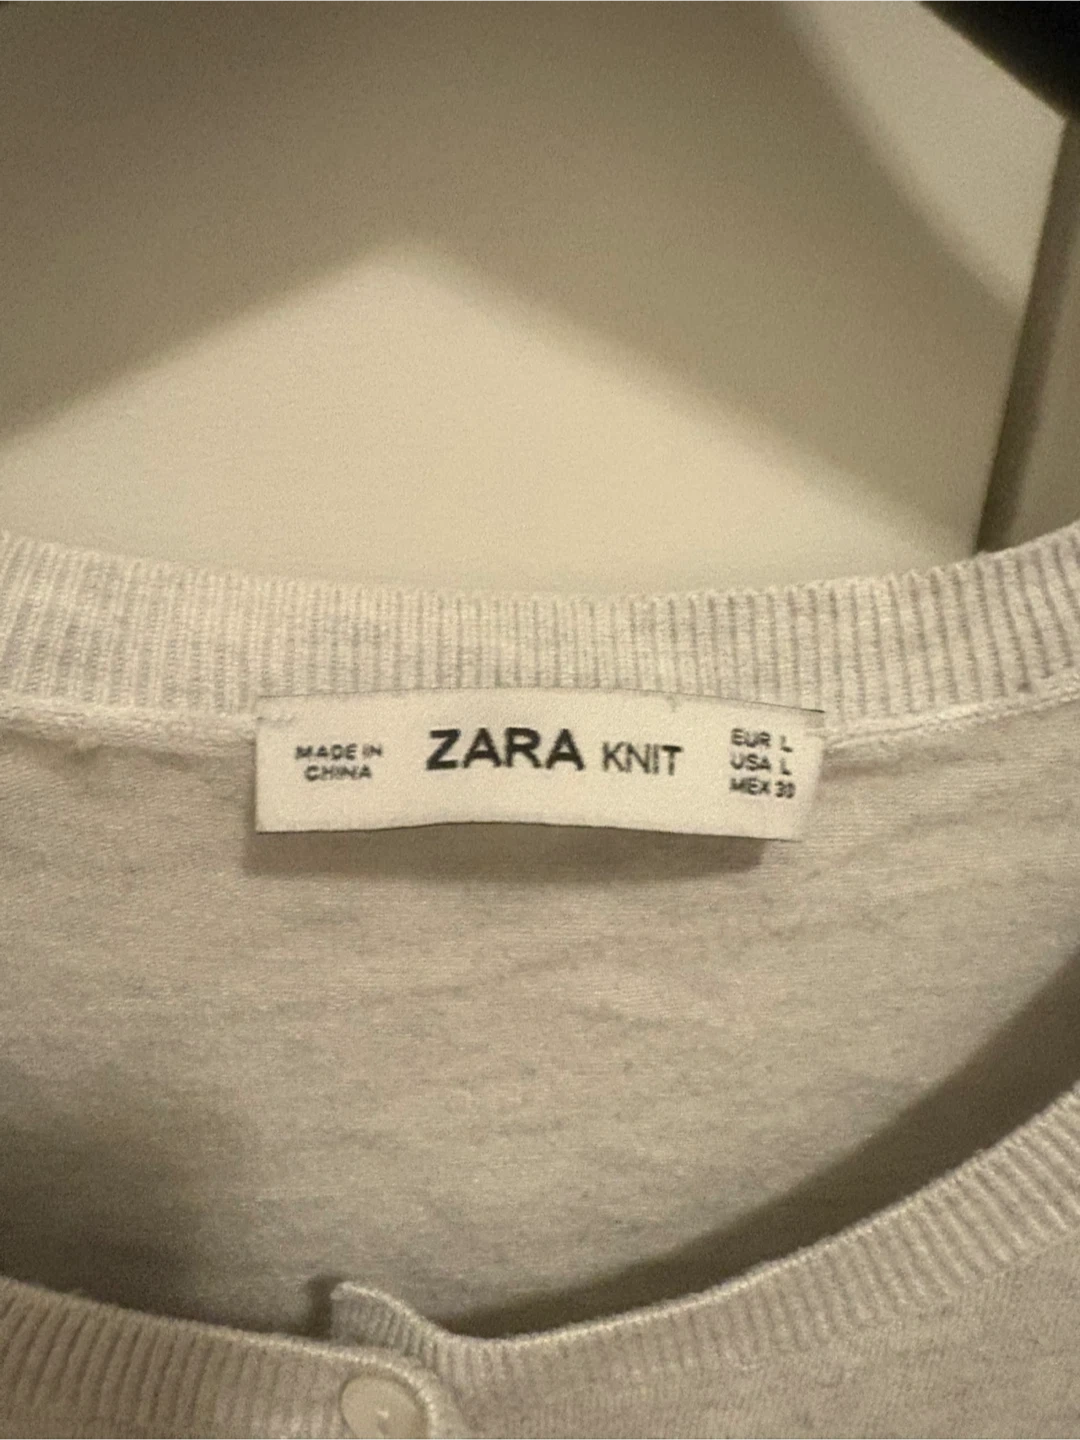 MADE IN
CHINA
ZARA KNIT
EUR L
USA L
MEX 30